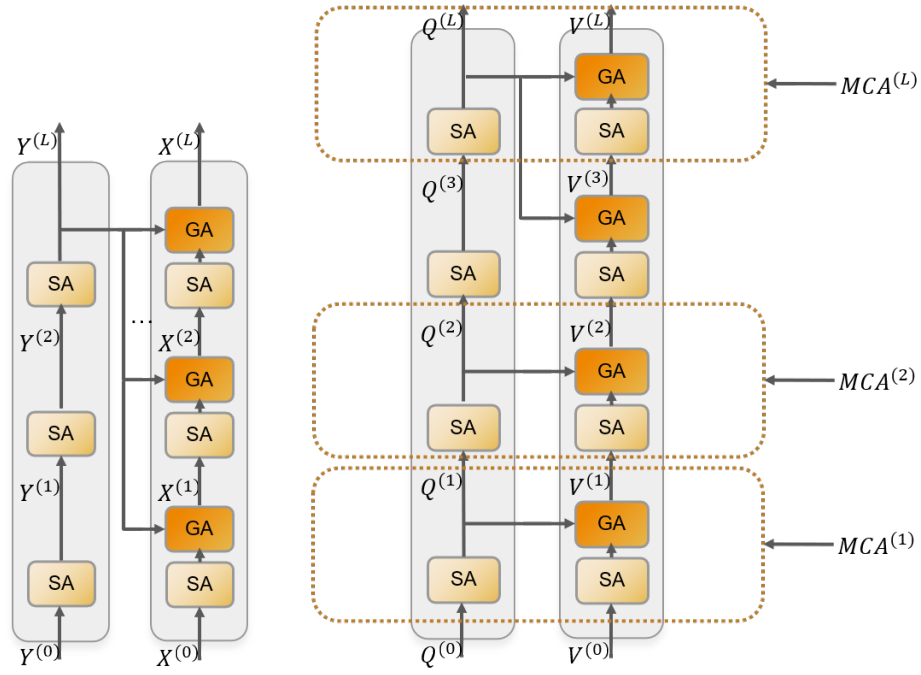 Y^(L)
X^(L)
GA
SA
SA
...
Y^(2)
X^(2)
GA
SA
SA
Y^(1)
X^(1)
GA
SA
SA
Y^(0)
X^(0)
Q^(L)
V^(L)
GA
MCA^(L)
SA
SA
Q^(3)
V^(3)
GA
SA
SA
Q^(2)
V^(2)
GA
MCA^(2)
SA
SA
Q^(1)
V^(1)
GA
MCA^(1)
SA
SA
Q^(0)
V^(0)